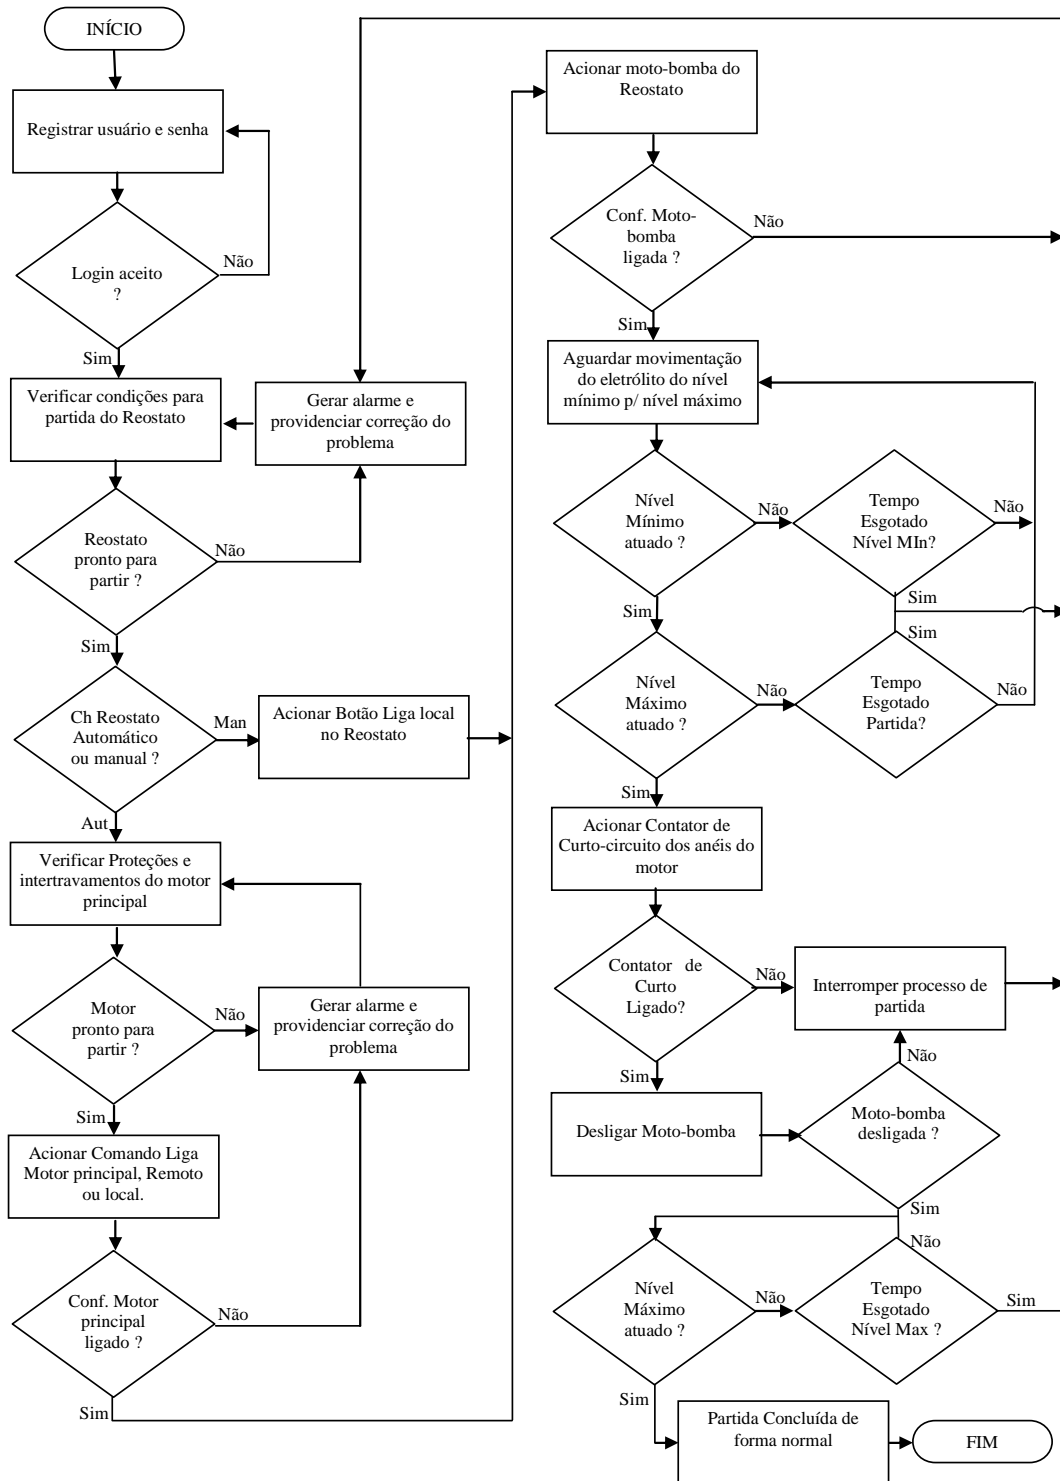 INÍCIO
Registrar usuário e senha
Login aceito
?
Não
Sim
Verificar condições para
partida do Reostato
Gerar alarme e
providenciar correção do
problema
Reostato
pronto para
partir ?
Não
Sim
Ch Reostato
Automático
ou manual ?
Man
Acionar Botão Liga local
no Reostato
Aut
Verificar Proteções e
intertravamentos do motor
principal
Motor
pronto para
partir ?
Não
Gerar alarme e
providenciar correção do
problema
Sim
Acionar Comando Liga
Motor principal, Remoto
ou local.
Conf. Motor
principal
ligado ?
Não
Sim
Acionar moto-bomba do
Reostato
Conf. Moto-
bomba
ligada ?
Não
Sim
Aguardar movimentação
do eletrólito do nível
mínimo p/ nível máximo
Nível
Mínimo
atuado ?
Não
Tempo
Esgotado
Nível MIn?
Não
Sim
Sim
Sim
Nível
Máximo
atuado ?
Não
Tempo
Esgotado
Partida?
Não
Sim
Acionar Contator de
Curto-circuito dos anéis do
motor
Contator de
Curto
Ligado?
Não
Interromper processo de
partida
Sim
Não
Desligar Moto-bomba
Moto-bomba
desligada ?
Sim
Não
Nível
Máximo
atuado ?
Não
Tempo
Esgotado
Nível Max ?
Sim
Sim
Partida Concluída de
forma normal
FIM